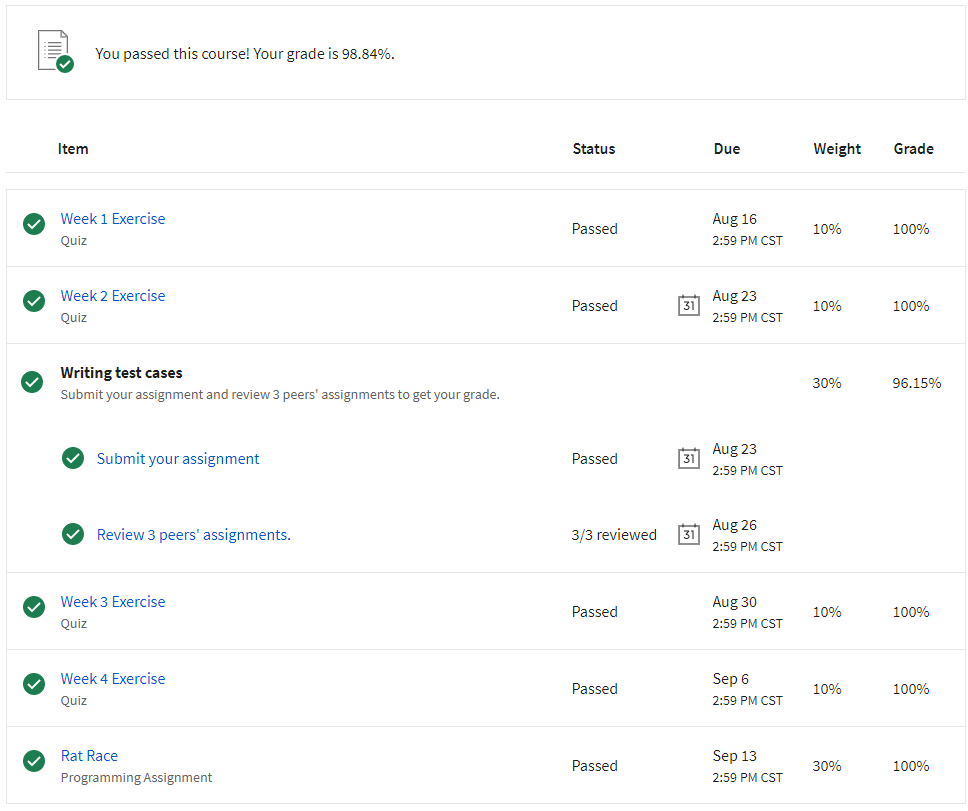 You passed this course! Your grade is 98.84%.
Item Status Due Weight Grade
Week 1 Exercise
Quiz
Passed
Aug 16
2:59 PM CST
10%
100%
Week 2 Exercise
Quiz
Passed
31
Aug 23
2:59 PM CST
10%
100%
Writing test cases
Submit your assignment and review 3 peers' assignments to get your grade.
30%
96.15%
Submit your assignment
Passed
31
Aug 23
2:59 PM CST
Review 3 peers' assignments.
3/3 reviewed
31
Aug 26
2:59 PM CST
Week 3 Exercise
Quiz
Passed
Aug 30
2:59 PM CST
10%
100%
Week 4 Exercise
Quiz
Passed
Sep 6
2:59 PM CST
10%
100%
Rat Race
Programming Assignment
Passed
Sep 13
2:59 PM CST
30%
100%